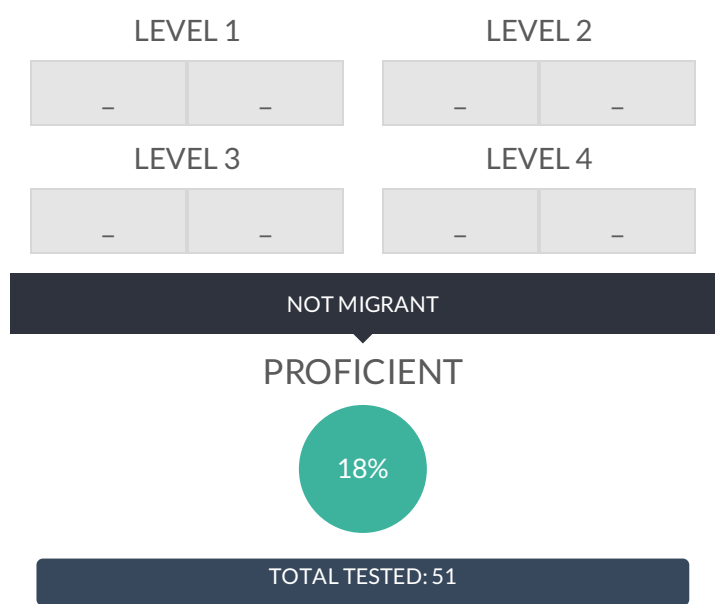 LEVEL 1 LEVEL 2
– – – –
LEVEL 3 LEVEL 4
– – – –
NOT MIGRANT
PROFICIENT
18%
TOTAL TESTED: 51